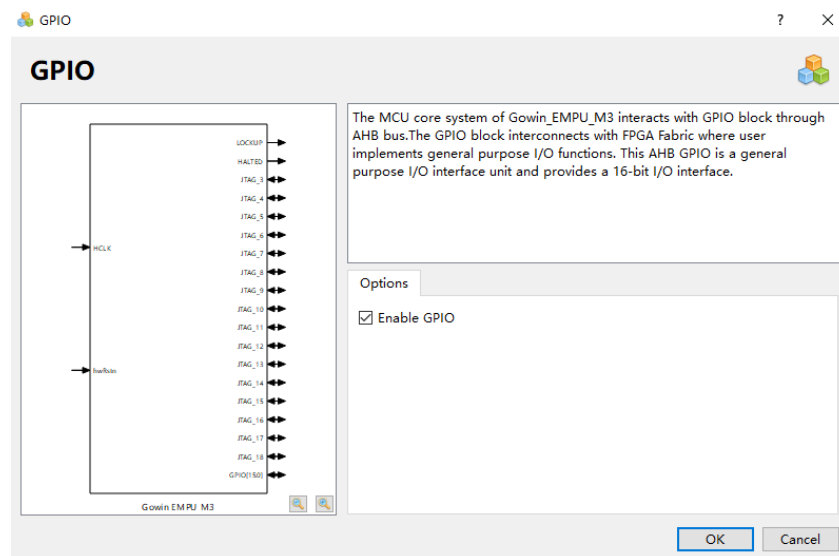 GPIO
?
GPIO
LOCKUP
HALTED
JTAG_3
JTAG_4
JTAG_5
JTAG_6
HCLK
JTAG_7
JTAG_8
JTAG_9
JTAG_10
JTAG_11
JTAG_12
JTAG_13
hwRstn
JTAG_14
JTAG_15
JTAG_16
JTAG_17
JTAG_18
GPIO[15:0]
Gowin EMPU M3
The MCU core system of Gowin_EMPU_M3 interacts with GPIO block through
AHB bus.The GPIO block interconnects with FPGA Fabric where user
implements general purpose I/O functions. This AHB GPIO is a general
purpose I/O interface unit and provides a 16-bit I/O interface.
Options
Enable GPIO
OK
Cancel